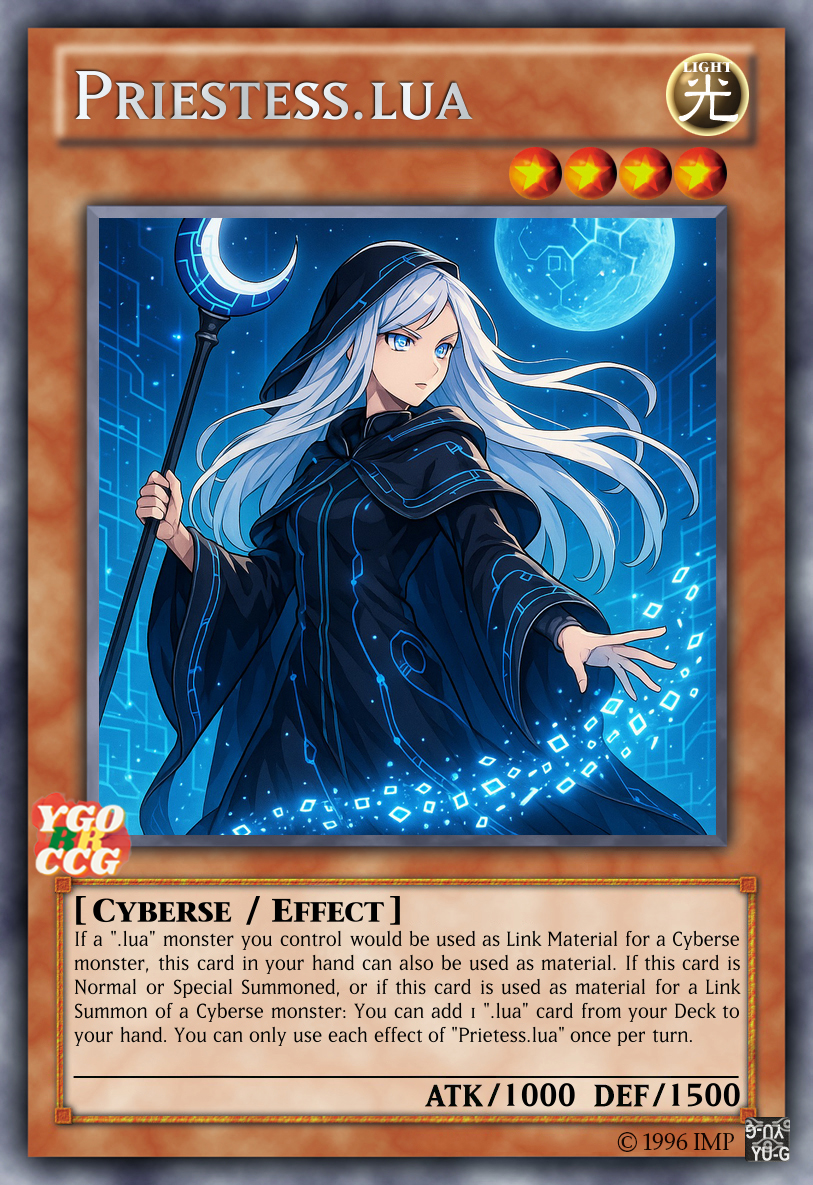 Priestess.lua
LIGHT
光
YGO
BR
CCG
[ Cyberse / Effect ]
If a ".lua" monster you control would be used as Link Material for a Cyberse
monster, this card in your hand can also be used as material. If this card is
Normal or Special Summoned, or if this card is used as material for a Link
Summon of a Cyberse monster: You can add 1 ".lua" card from your Deck to
your hand. You can only use each effect of "Prietess.lua" once per turn.
ATK/1000 DEF/1500
© 1996 IMP
YU-G